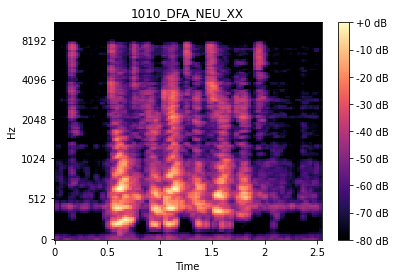 1010_DFA_NEU_XX
+0 dB
8192
-10 dB
4096
-20 dB
-30 dB
2048
Hz
-40 dB
1024
-50 dB
512
-60 dB
-70 dB
0
-80 dB
0 0.5 1 1.5 2 2.5
Time